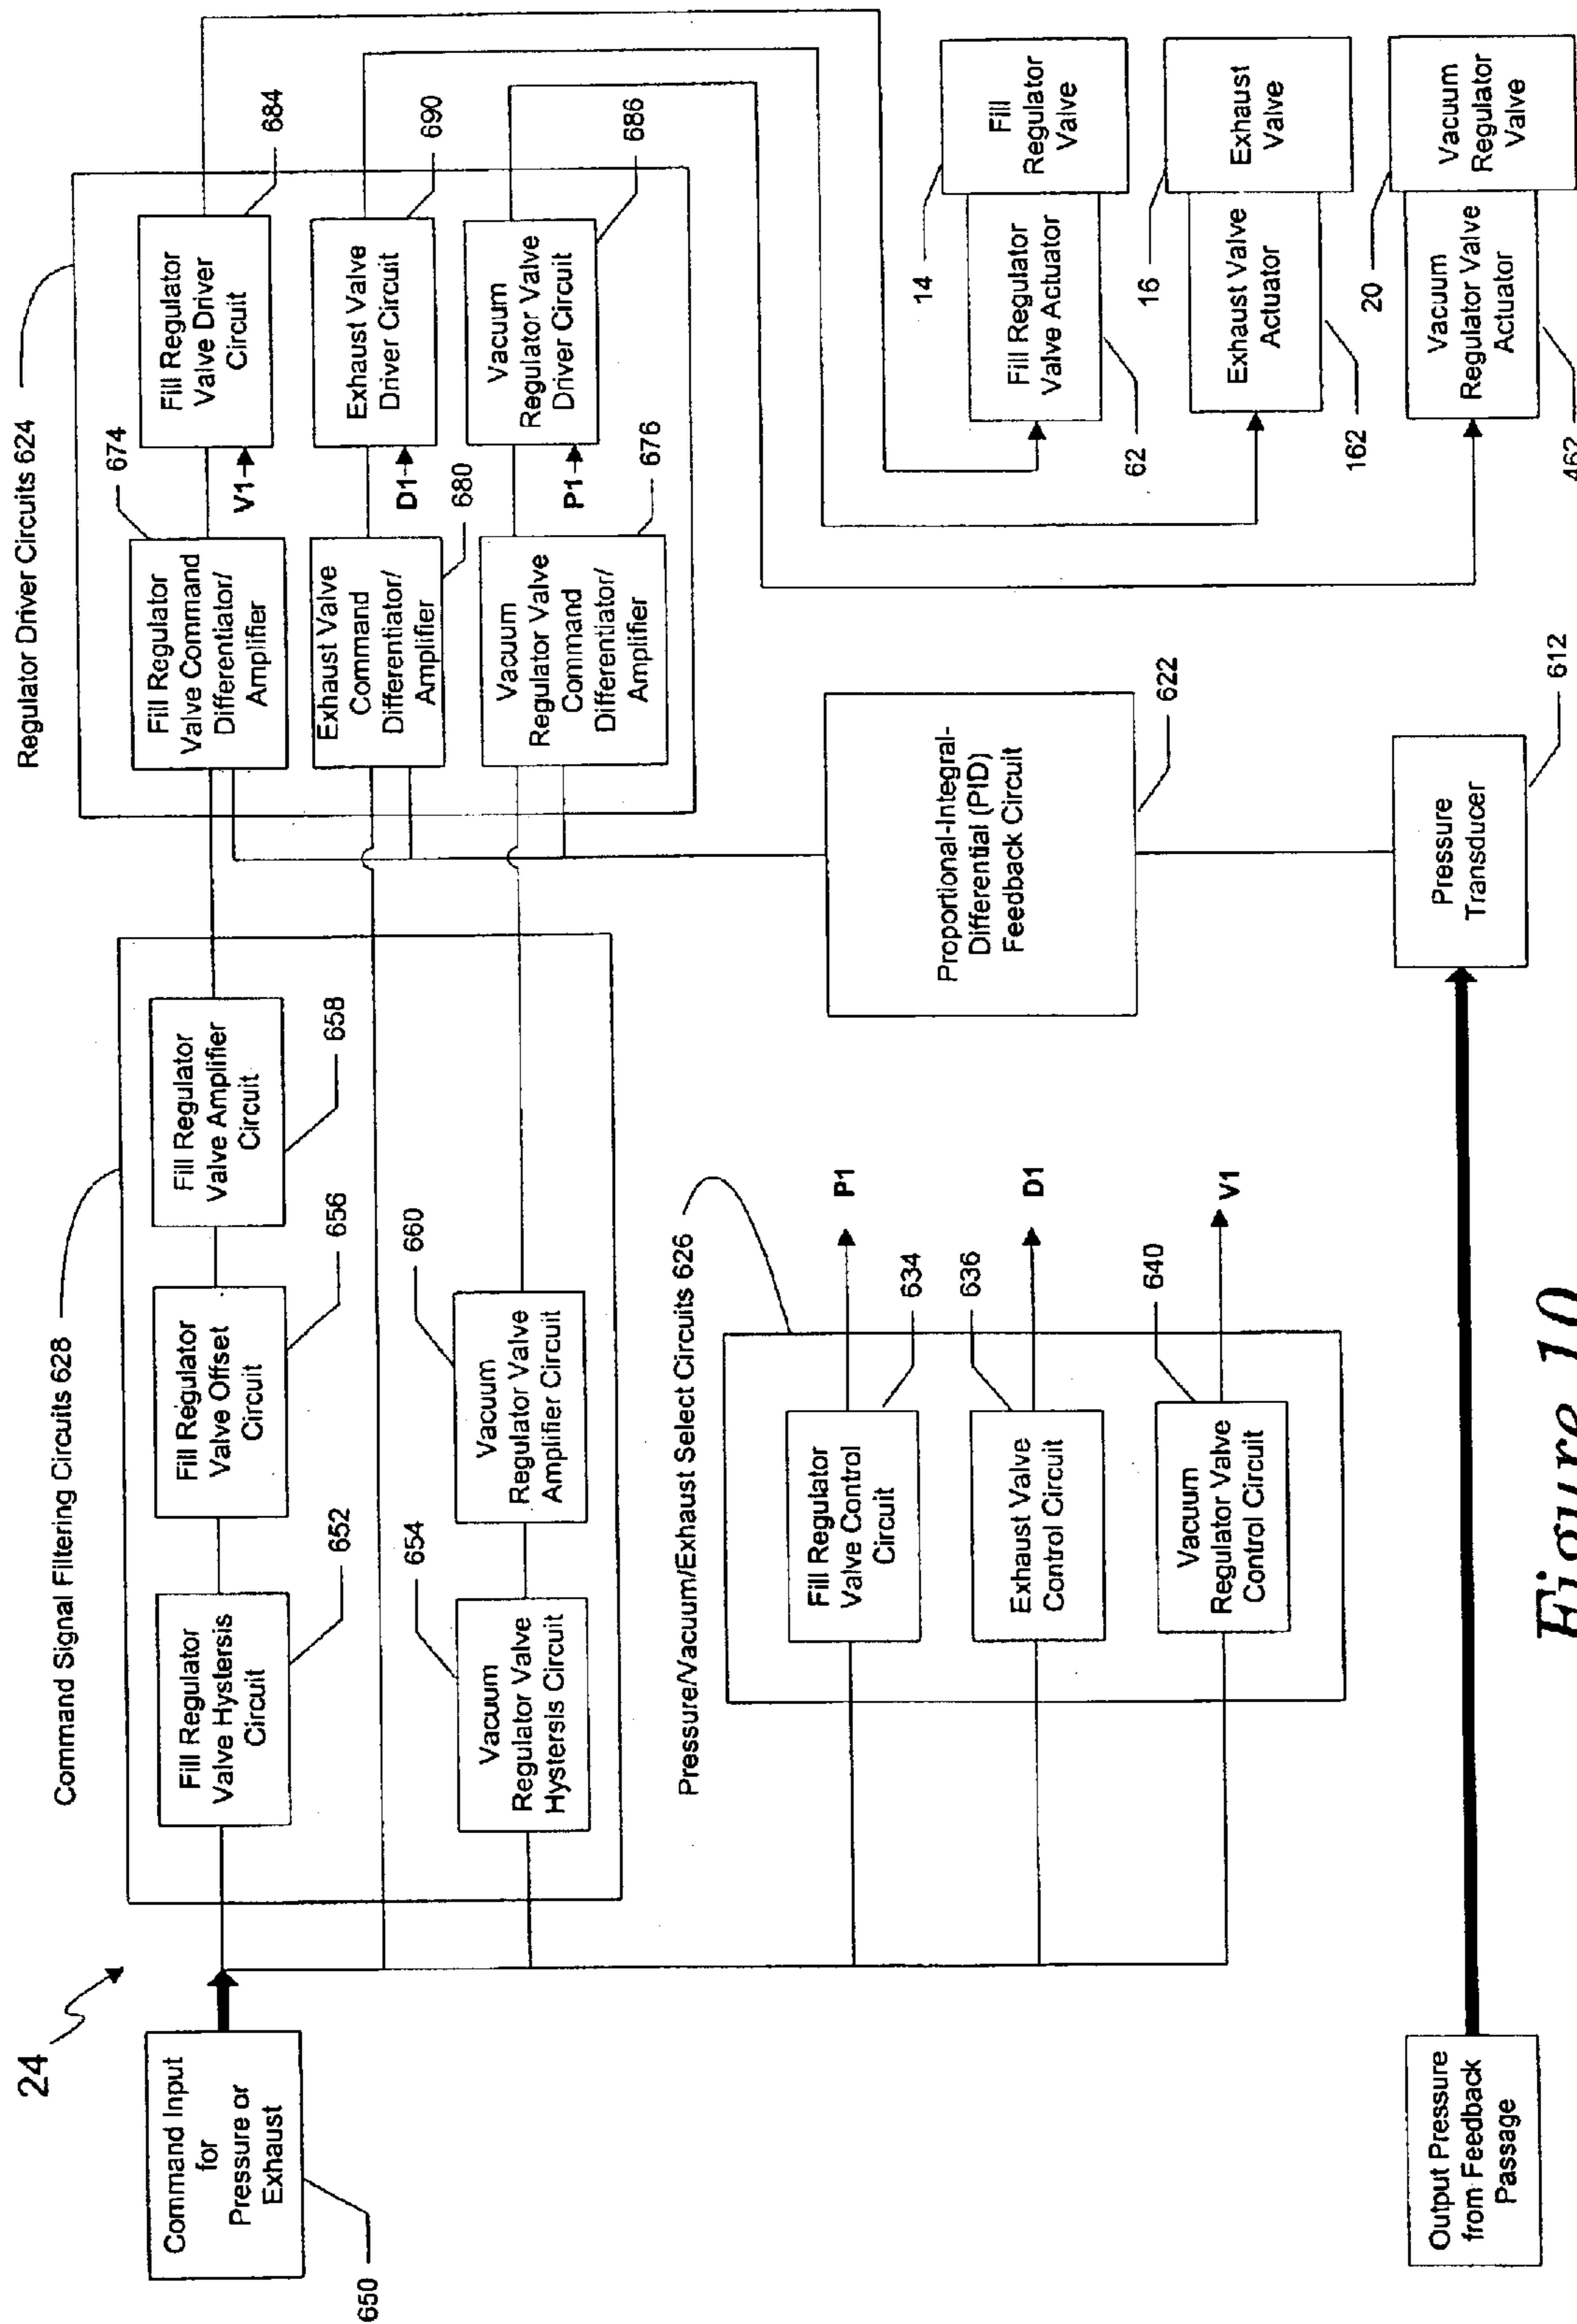 24
Command Input
for
Pressure or
Exhaust
650
Command Signal Filtering Circuits 628
Fill Regulator
Valve Hystersis
Circuit
652
Fill Regulator
Valve Offset
Circuit
656
Fill Regulator
Valve Amplifier
Circuit
658
Vacuum
Regulator Valve
Hystersis Circuit
654
Vacuum
Regulator Valve
Amplifier Circuit
660
Regulator Driver Circuits 624
Fill Regulator
Valve Command
Differentiator/
Amplifier
674
Fill Regulator
Valve Driver
Circuit
684
V1
Exhaust Valve
Command
Differentiator/
Amplifier
680
Exhaust Valve
Driver Circuit
690
D1
Vacuum
Regulator Valve
Command
Differentiator/
Amplifier
676
Vacuum
Regulator Valve
Driver Circuit
686
P1
Pressure/Vacuum/Exhaust Select Circuits 626
Fill Regulator
Valve Control
Circuit
634
P1
Exhaust Valve
Control Circuit
636
D1
Vacuum
Regulator Valve
Control Circuit
640
V1
Proportional-Integral-
Differential (PID)
Feedback Circuit
622
Fill Regulator
Valve Actuator
62
Fill
Regulator
Valve
14
Exhaust Valve
Actuator
162
Exhaust
Valve
16
Vacuum
Regulator Valve
Actuator
462
Vacuum
Regulator
Valve
20
Output Pressure
from Feedback
Passage
Pressure
Transducer
612
Figure 10